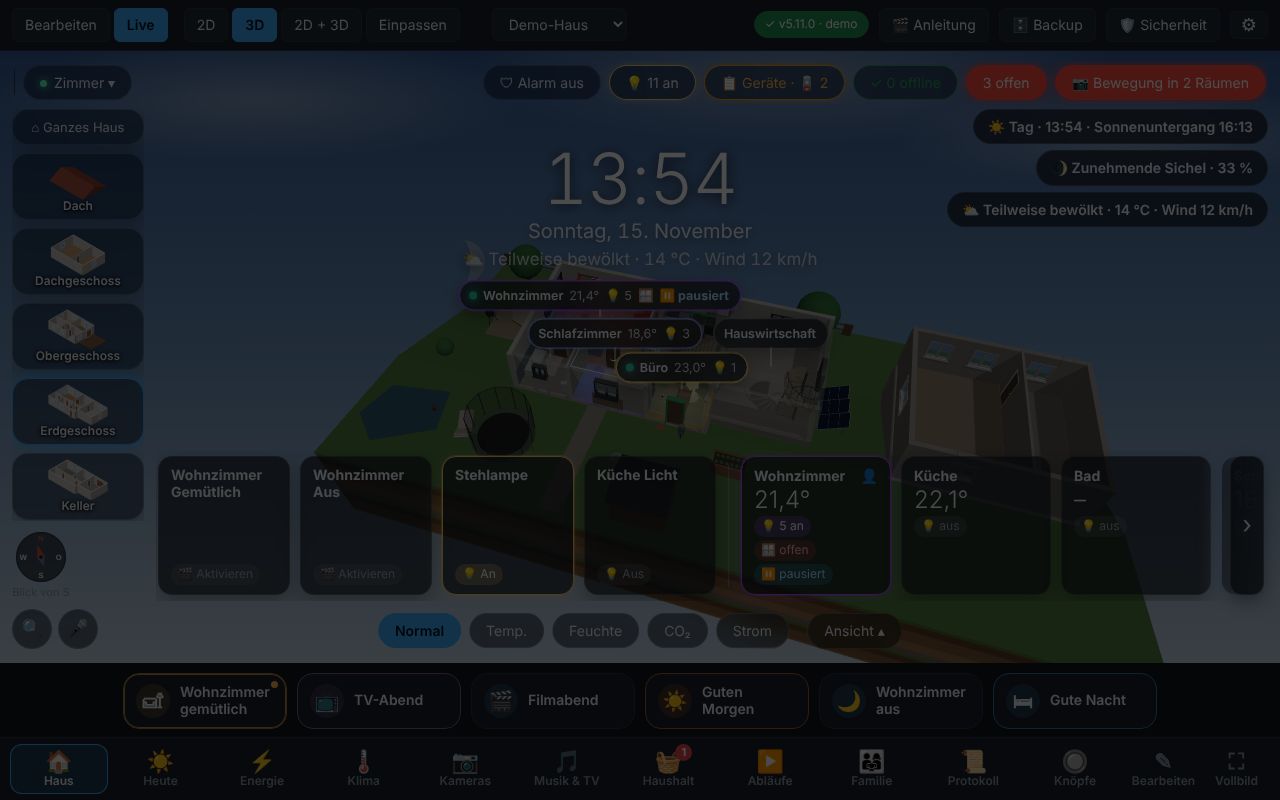 Bearbeiten Live 2D 3D 2D + 3D Einpassen Demo-Haus ✓ v5.11.0 · demo Anleitung Backup Sicherheit
Zimmer ▾ Alarm aus 11 an Geräte · 2 ✓ 0 offline 3 offen Bewegung in 2 Räumen
⌂ Ganzes Haus
Tag · 13:54 · Sonnenuntergang 16:13
Zunehmende Sichel · 33 %
Teilweise bewölkt · 14 °C · Wind 12 km/h
Dach
Dachgeschoss
Obergeschoss
Erdgeschoss
Keller
13:54
Sonntag, 15. November
Teilweise bewölkt · 14 °C · Wind 12 km/h
Wohnzimmer 21,4° 5 pausiert
Schlafzimmer 18,6° 3 Hauswirtschaft
Büro 23,0° 1
Wohnzimmer Gemütlich
Aktivieren
Wohnzimmer Aus
Aktivieren
Stehlampe
An
Küche Licht
Aus
Wohnzimmer
21,4°
5 an
offen
pausiert
Küche
22,1°
aus
Bad
–
aus
›
N
W O
S
Blick von S
Normal Temp. Feuchte CO₂ Strom Ansicht ▴
Wohnzimmer gemütlich
TV-Abend
Filmabend
Guten Morgen
Wohnzimmer aus
Gute Nacht
1
Haus Heute Energie Klima Kameras Musik & TV Haushalt Abläufe Familie Protokoll Knöpfe Bearbeiten Vollbild